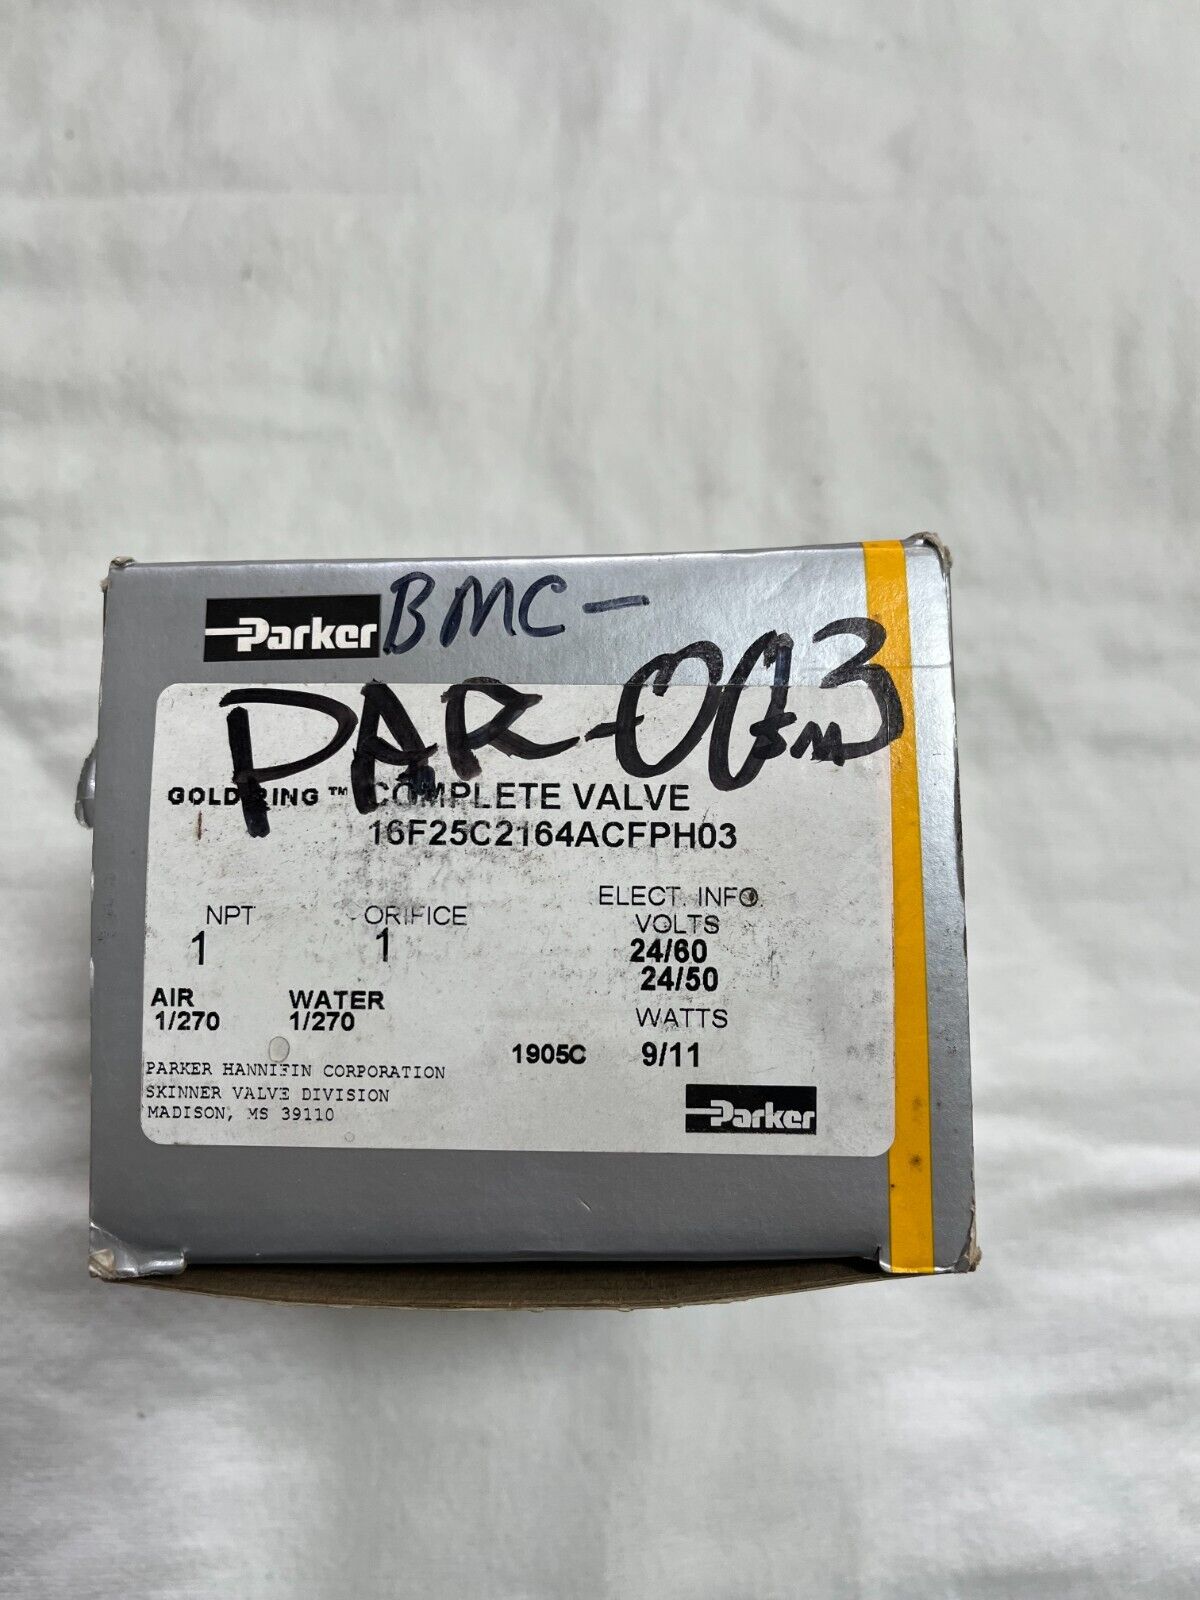 Parker BMC-
PAR-003
GOLD RING™ COMPLETE VALVE
16F25C2164ACFPH03
NPT ORIFICE ELECT. INFO.
1 1 VOLTS
24/60
24/50
AIR WATER WATTS
1/270 1/270
1905C 9/11
PARKER HANNIFIN CORPORATION
SKINNER VALVE DIVISION
MADISON, MS 39110
Parker